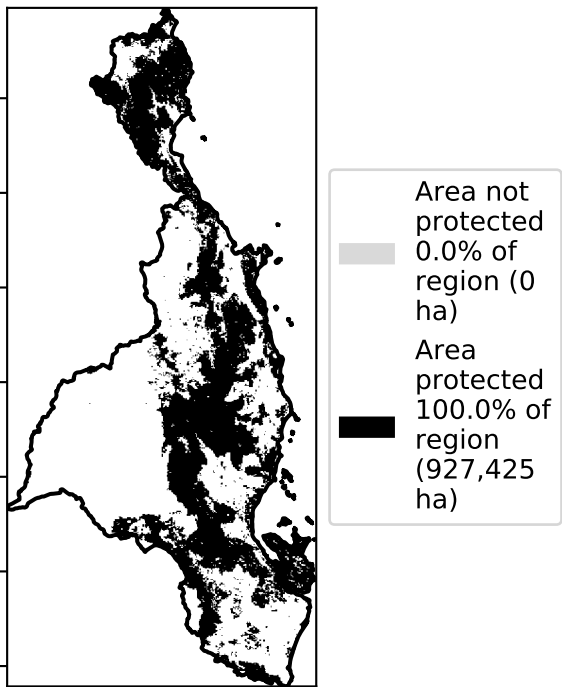 Area not
protected
0.0% of
region (0
ha)
Area
protected
100.0% of
region
(927,425
ha)